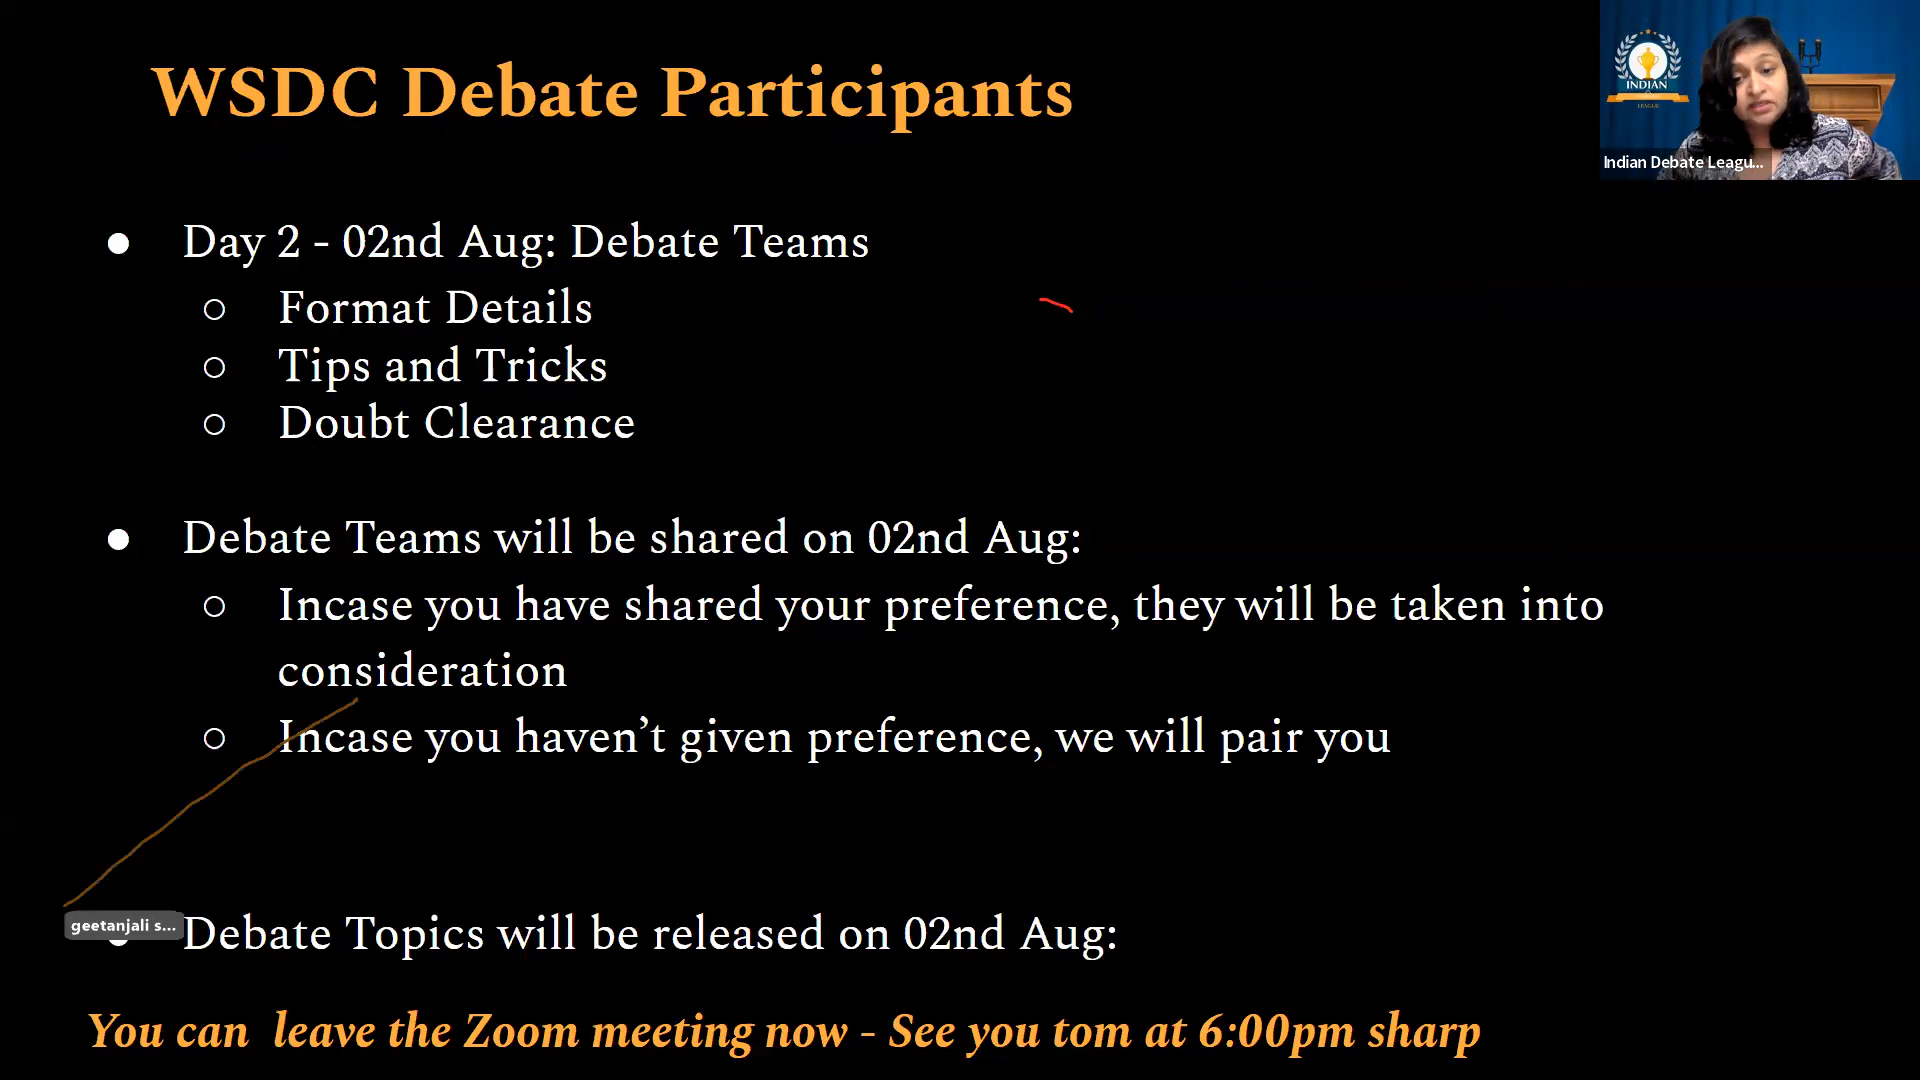 WSDC Debate Participants
INDIAN
LEAGUE
Indian Debate Leagu...
● Day 2 - 02nd Aug: Debate Teams
○ Format Details
○ Tips and Tricks
○ Doubt Clearance
● Debate Teams will be shared on 02nd Aug:
○ Incase you have shared your preference, they will be taken into
consideration
○ Incase you haven’t given preference, we will pair you
geetanjali s...
● Debate Topics will be released on 02nd Aug:
You can leave the Zoom meeting now - See you tom at 6:00pm sharp